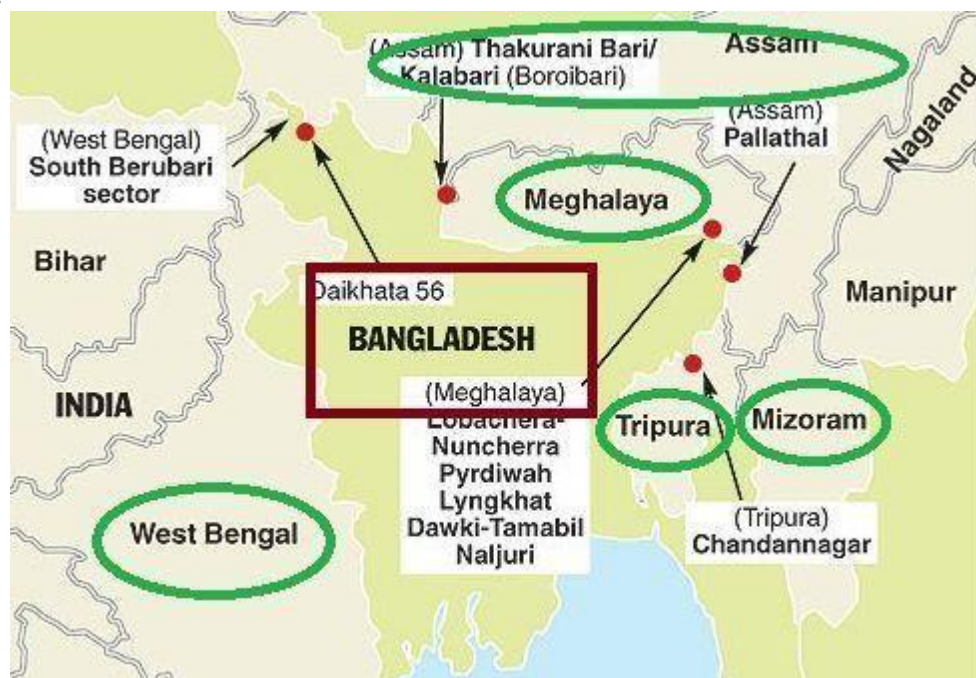 (Assam) Thakurani Bari/
Kalabari (Boroibari)
Assam
(Assam)
Pallathal
Nagaland
(West Bengal)
South Berubari
sector
Meghalaya
Bihar
Manipur
Daikhata 56
BANGLADESH
INDIA
(Meghalaya)
Lobachera-
Nuncherra
Pyrdiwah
Lyngkhat
Dawki-Tamabil
Naljuri
Tripura
Mizoram
West Bengal
(Tripura)
Chandannagar